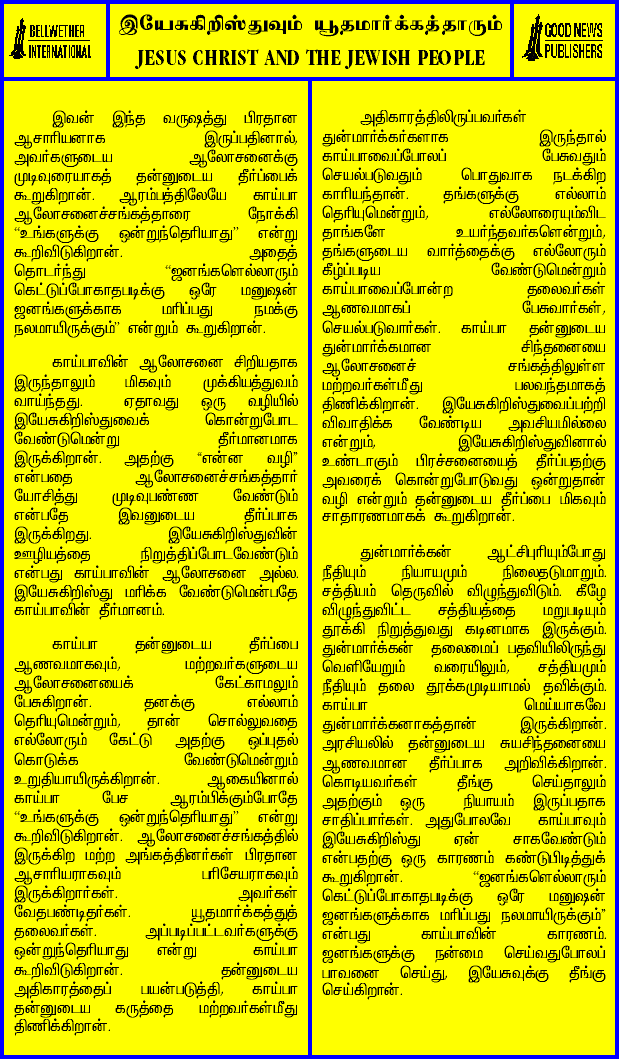 BELLWETHER
INTERNATIONAL
இயேசுகிறிஸ்துவும் யூதமார்க்கத்தாரும்
JESUS CHRIST AND THE JEWISH PEOPLE
GOOD NEWS
PUBLISHERS
இவன் இந்த வருஷத்து பிரதான
ஆசாரியனாக இருப்பதினால்,
அவர்களுடைய ஆலோசனைக்கு
முடிவுரையாகத் தன்னுடைய தீர்ப்பைக்
கூறுகிறான். ஆரம்பத்திலேயே காய்பா
ஆலோசனைச்சங்கத்தாரை நோக்கி
“உங்களுக்கு ஒன்றுந்தெரியாது” என்று
கூறிவிடுகிறான். அதைத்
தொடர்ந்து “ஜனங்களெல்லாரும்
கெட்டுப்போகாதபடிக்கு ஒரே மனுஷன்
ஜனங்களுக்காக மரிப்பது நமக்கு
நலமாயிருக்கும்” என்றும் கூறுகிறான்.
காய்பாவின் ஆலோசனை சிறியதாக
இருந்தாலும் மிகவும் முக்கியத்துவம்
வாய்ந்தது. ஏதாவது ஒரு வழியில்
இயேசுகிறிஸ்துவைக் கொன்றுபோட
வேண்டுமென்று தீர்மானமாக
இருக்கிறான். அதற்கு “என்ன வழி”
என்பதை ஆலோசனைச்சங்கத்தார்
யோசித்து முடிவுபண்ண வேண்டும்
என்பதே இவனுடைய தீர்ப்பாக
இருக்கிறது. இயேசுகிறிஸ்துவின்
ஊழியத்தை நிறுத்திப்போடவேண்டும்
என்பது காய்பாவின் ஆலோசனை அல்ல.
இயேசுகிறிஸ்து மரிக்க வேண்டுமென்பதே
காய்பாவின் தீர்மானம்.
காய்பா தன்னுடைய தீர்ப்பை
ஆணவமாகவும், மற்றவர்களுடைய
ஆலோசனையைக் கேட்காமலும்
பேசுகிறான். தனக்கு எல்லாம்
தெரியுமென்றும், தான் சொல்லுவதை
எல்லோரும் கேட்டு அதற்கு ஒப்புதல்
கொடுக்க வேண்டுமென்றும்
உறுதியாயிருக்கிறான். ஆகையினால்
காய்பா பேச ஆரம்பிக்கும்போதே
“உங்களுக்கு ஒன்றுந்தெரியாது” என்று
கூறிவிடுகிறான். ஆலோசனைச்சங்கத்தில்
இருக்கிற மற்ற அங்கத்தினர்கள் பிரதான
ஆசாரியராகவும் பரிசேயராகவும்
இருக்கிறார்கள். அவர்கள்
வேதபண்டிதர்கள். யூதமார்க்கத்துத்
தலைவர்கள். அப்படிப்பட்டவர்களுக்கு
ஒன்றுந்தெரியாது என்று காய்பா
கூறிவிடுகிறான். தன்னுடைய
அதிகாரத்தைப் பயன்படுத்தி, காய்பா
தன்னுடைய கருத்தை மற்றவர்கள்மீது
திணிக்கிறான்.
அதிகாரத்திலிருப்பவர்கள்
துன்மார்க்கர்களாக இருந்தால்
காய்பாவைப்போலப் பேசுவதும்
செயல்படுவதும் பொதுவாக நடக்கிற
காரியந்தான். தங்களுக்கு எல்லாம்
தெரியுமென்றும், எல்லோரையும்விட
தாங்களே உயர்ந்தவர்களென்றும்,
தங்களுடைய வார்த்தைக்கு எல்லோரும்
கீழ்ப்படிய வேண்டுமென்றும்
காய்பாவைப்போன்ற தலைவர்கள்
ஆணவமாகப் பேசுவார்கள்,
செயல்படுவார்கள். காய்பா தன்னுடைய
துன்மார்க்கமான சிந்தனையை
ஆலோசனைச் சங்கத்திலுள்ள
மற்றவர்கள்மீது பலவந்தமாகத்
திணிக்கிறான். இயேசுகிறிஸ்துவைப்பற்றி
விவாதிக்க வேண்டிய அவசியமில்லை
என்றும், இயேசுகிறிஸ்துவினால்
உண்டாகும் பிரச்சனையைத் தீர்ப்பதற்கு
அவரைக் கொன்றுபோடுவது ஒன்றுதான்
வழி என்றும் தன்னுடைய தீர்ப்பை மிகவும்
சாதாரணமாகக் கூறுகிறான்.
துன்மார்க்கன் ஆட்சிபுரியும்போது
நீதியும் நியாயமும் நிலைதடுமாறும்.
சத்தியம் தெருவில் விழுந்துவிடும். கீழே
விழுந்துவிட்ட சத்தியத்தை மறுபடியும்
தூக்கி நிறுத்துவது கடினமாக இருக்கும்.
துன்மார்க்கன் தலைமைப் பதவியிலிருந்து
வெளியேறும் வரையிலும், சத்தியமும்
நீதியும் தலை தூக்கமுடியாமல் தவிக்கும்.
காய்பா மெய்யாகவே
துன்மார்க்கனாகத்தான் இருக்கிறான்.
அரசியலில் தன்னுடைய சுயசிந்தனையை
ஆணவமான தீர்ப்பாக அறிவிக்கிறான்.
கொடியவர்கள் தீங்கு செய்தாலும்
அதற்கும் ஒரு நியாயம் இருப்பதாக
சாதிப்பார்கள். அதுபோலவே காய்பாவும்
இயேசுகிறிஸ்து ஏன் சாகவேண்டும்
என்பதற்கு ஒரு காரணம் கண்டுபிடித்துக்
கூறுகிறான். “ஜனங்களெல்லாரும்
கெட்டுப்போகாதபடிக்கு ஒரே மனுஷன்
ஜனங்களுக்காக மரிப்பது நலமாயிருக்கும்”
என்பது காய்பாவின் காரணம்.
ஜனங்களுக்கு நன்மை செய்வதுபோலப்
பாவனை செய்து, இயேசுவுக்கு தீங்கு
செய்கிறான்.